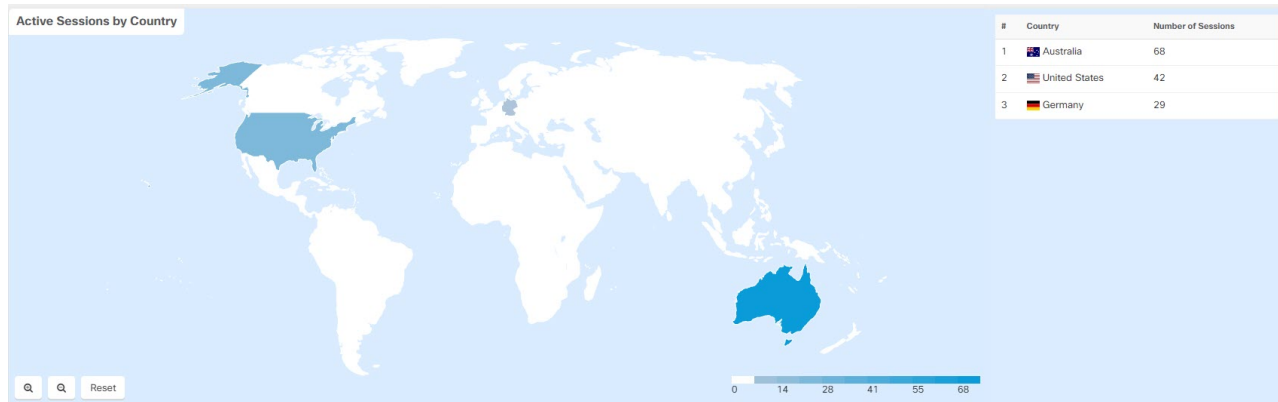 Active Sessions by Country
# Country Number of Sessions
1 Australia 68
2 United States 42
3 Germany 29
Reset
0 14 28 41 55 68